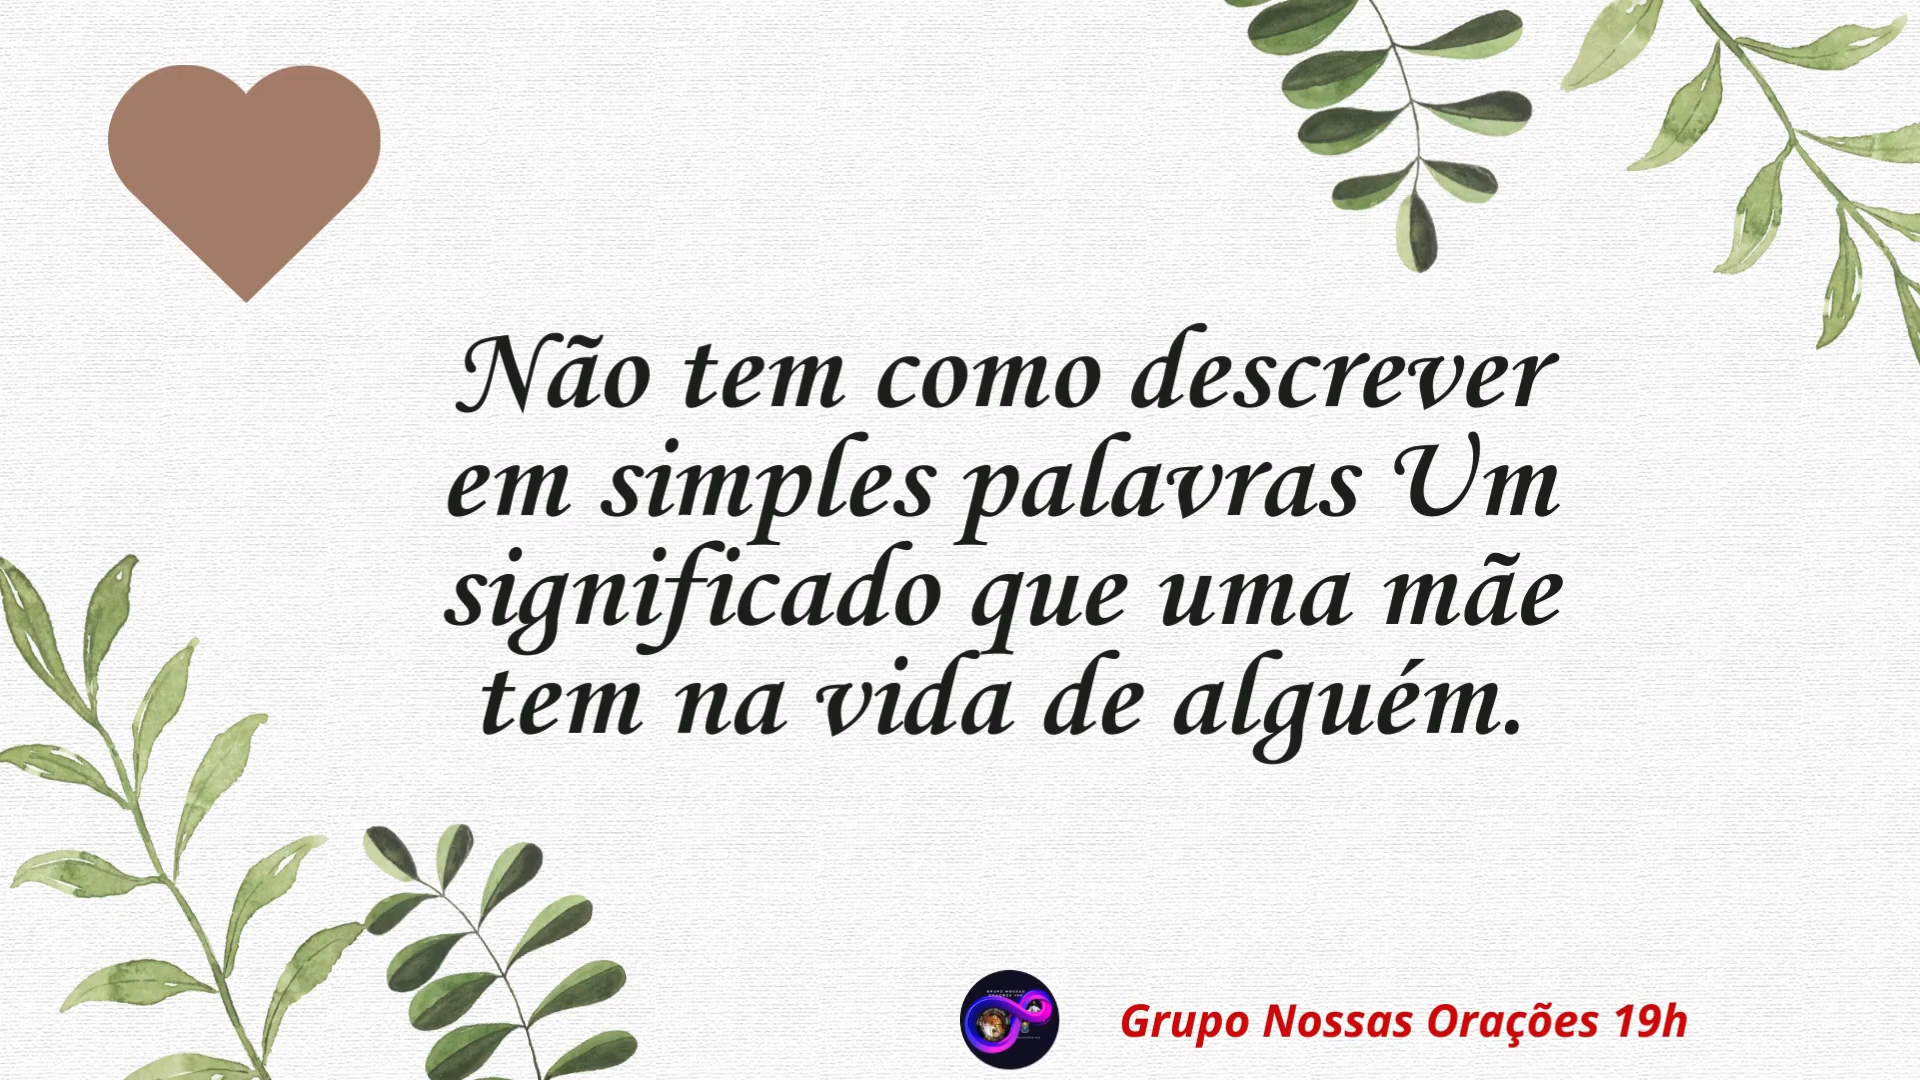 Não tem como descrever
em simples palavras Um
significado que uma mãe
tem na vida de alguém.
Grupo Nossas Orações 19h